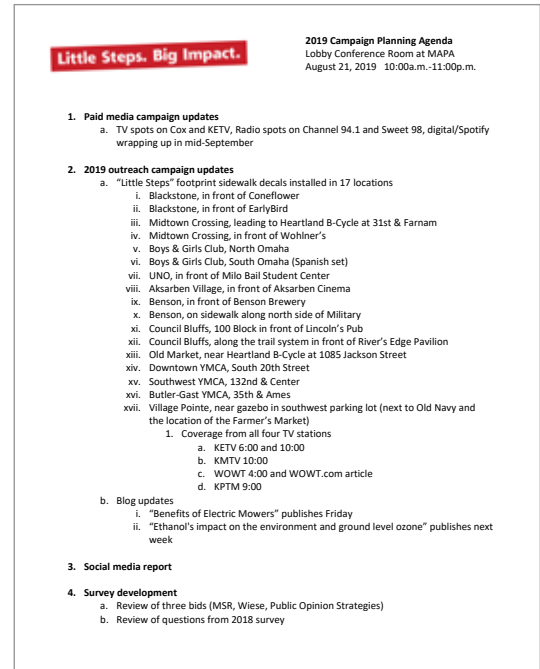 Little Steps. Big Impact.
2019 Campaign Planning Agenda
Lobby Conference Room at MAPA
August 21, 2019 10:00a.m.-11:00p.m.
1. Paid media campaign updates
a. TV spots on Cox and KETV, Radio spots on Channel 94.1 and Sweet 98, digital/Spotify
wrapping up in mid-September
2. 2019 outreach campaign updates
a. “Little Steps” footprint sidewalk decals installed in 17 locations
i. Blackstone, in front of Coneflower
ii. Blackstone, in front of EarlyBird
iii. Midtown Crossing, leading to Heartland B-Cycle at 31st & Farnam
iv. Midtown Crossing, in front of Wohlner’s
v. Boys & Girls Club, North Omaha
vi. Boys & Girls Club, South Omaha (Spanish set)
vii. UNO, in front of Milo Bail Student Center
viii. Aksarben Village, in front of Aksarben Cinema
ix. Benson, in front of Benson Brewery
x. Benson, on sidewalk along north side of Military
xi. Council Bluffs, 100 Block in front of Lincoln’s Pub
xii. Council Bluffs, along the trail system in front of River’s Edge Pavilion
xiii. Old Market, near Heartland B-Cycle at 1085 Jackson Street
xiv. Downtown YMCA, South 20th Street
xv. Southwest YMCA, 132nd & Center
xvi. Butler-Gast YMCA, 35th & Ames
xvii. Village Pointe, near gazebo in southwest parking lot (next to Old Navy and
the location of the Farmer’s Market)
1. Coverage from all four TV stations
a. KETV 6:00 and 10:00
b. KMTV 10:00
c. WOWT 4:00 and WOWT.com article
d. KPTM 9:00
b. Blog updates
i. “Benefits of Electric Mowers” publishes Friday
ii. “Ethanol's impact on the environment and ground level ozone” publishes next
week
3. Social media report
4. Survey development
a. Review of three bids (MSR, Wiese, Public Opinion Strategies)
b. Review of questions from 2018 survey